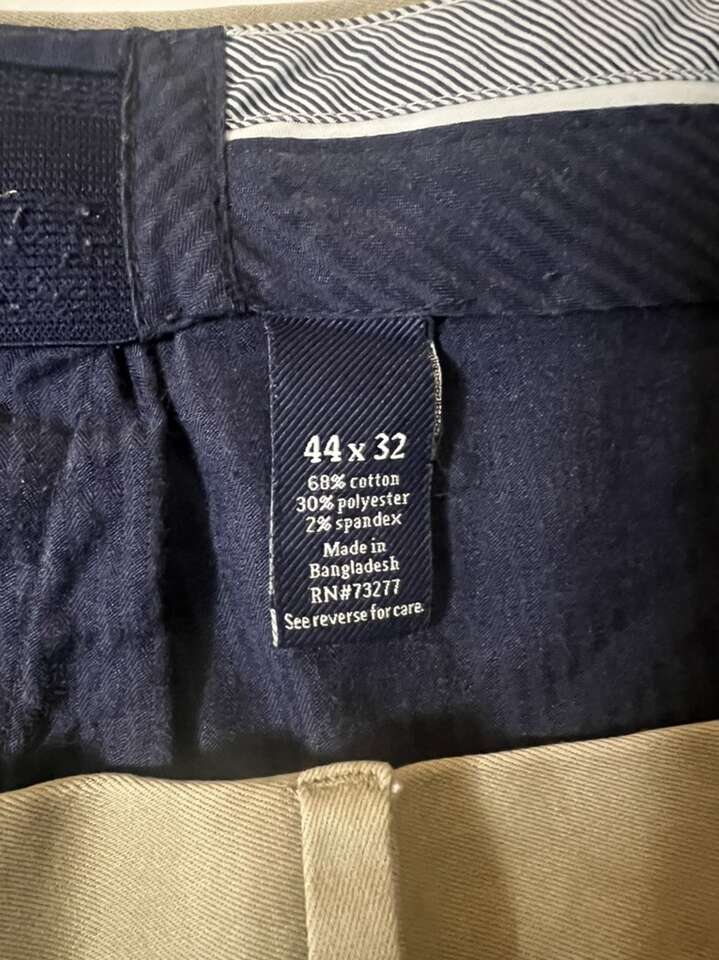 44 x 32
68% cotton
30% polyester
2% spandex
Made in
Bangladesh
RN#73277
See reverse for care.